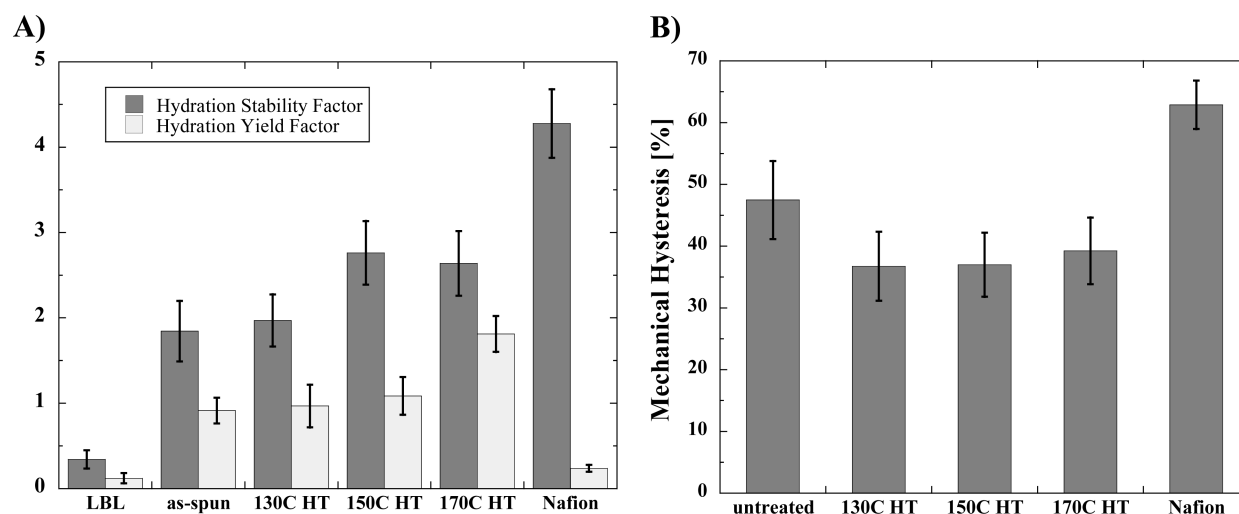 A)
5
4
3
2
1
0
Hydration Stability Factor
Hydration Yield Factor
LBL as-spun 130C HT 150C HT 170C HT Nafion
B)
Mechanical Hysteresis [%]
70
60
50
40
30
20
10
0
untreated 130C HT 150C HT 170C HT Nafion